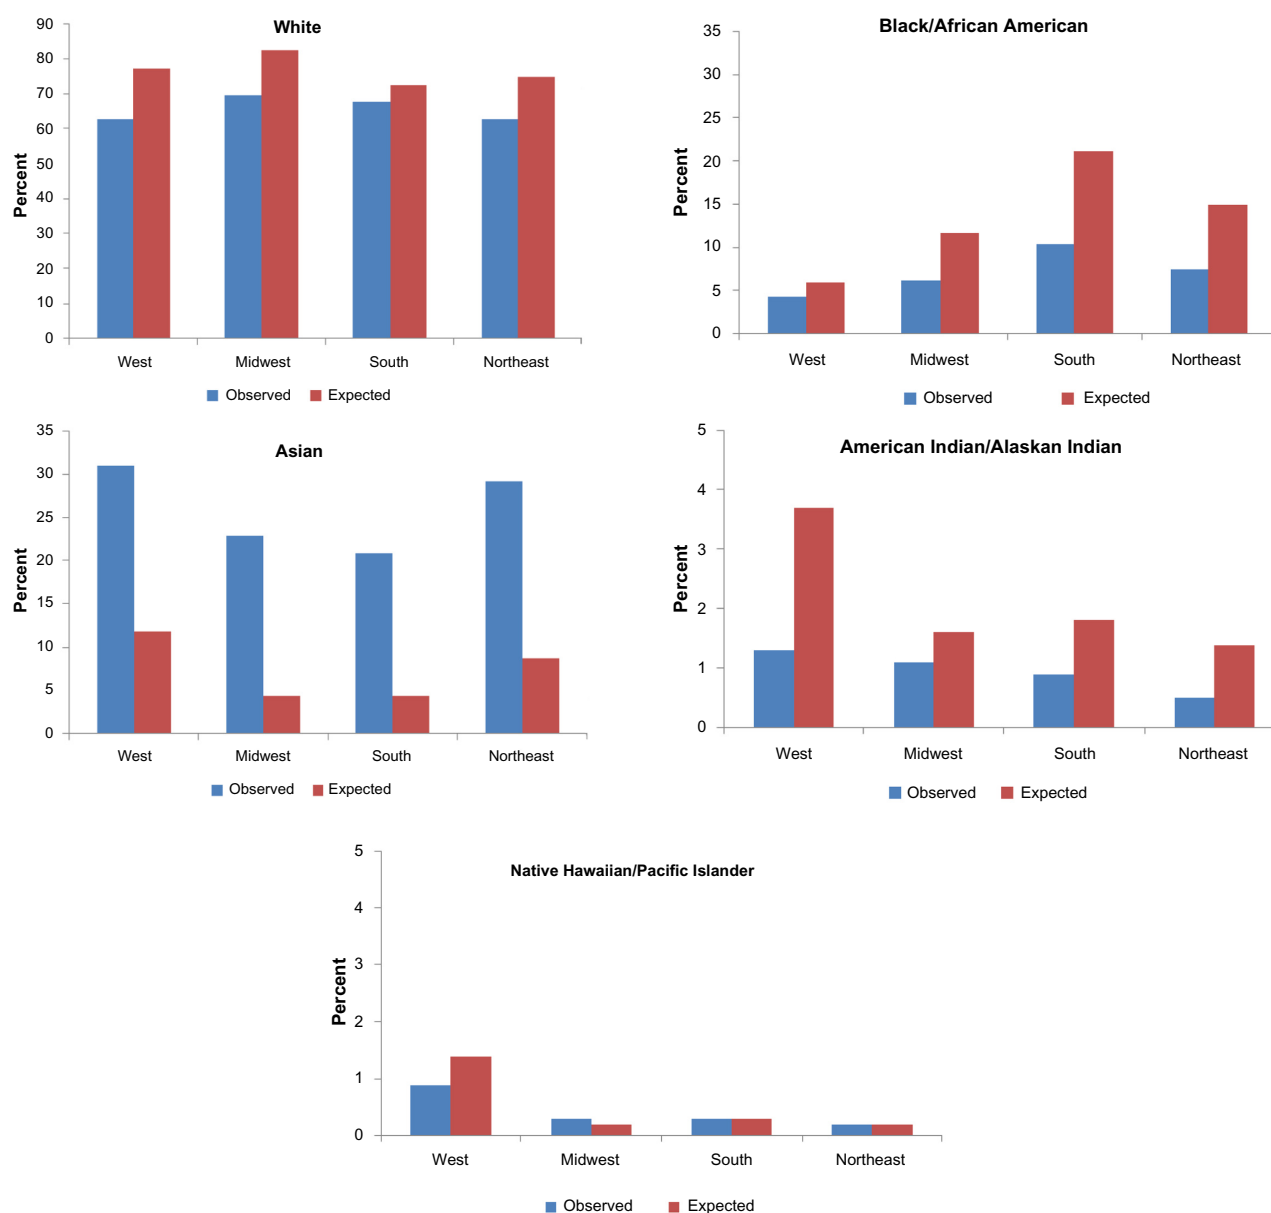 White
90
80
70
60
50
40
30
20
10
0
Percent
West Midwest South Northeast
Observed Expected
Black/African American
35
30
25
20
15
10
5
0
Percent
West Midwest South Northeast
Observed Expected
Asian
35
30
25
20
15
10
5
0
Percent
West Midwest South Northeast
Observed Expected
American Indian/Alaskan Indian
5
4
3
2
1
0
Percent
West Midwest South Northeast
Observed Expected
Native Hawaiian/Pacific Islander
5
4
3
2
1
0
Percent
West Midwest South Northeast
Observed Expected